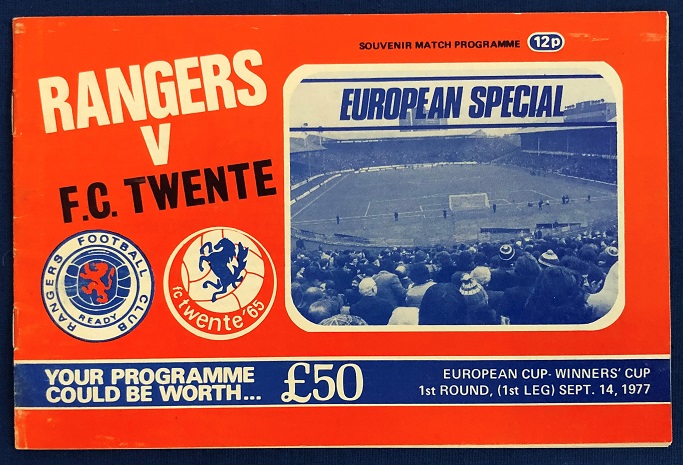 SOUVENIR MATCH PROGRAMME 12p
RANGERS
V
F.C. TWENTE
EUROPEAN SPECIAL
RANGERS FOOTBALL CLUB
READY
fc twente '65
YOUR PROGRAMME
COULD BE WORTH... £50
EUROPEAN CUP-WINNERS' CUP
1st ROUND, (1st LEG) SEPT. 14, 1977